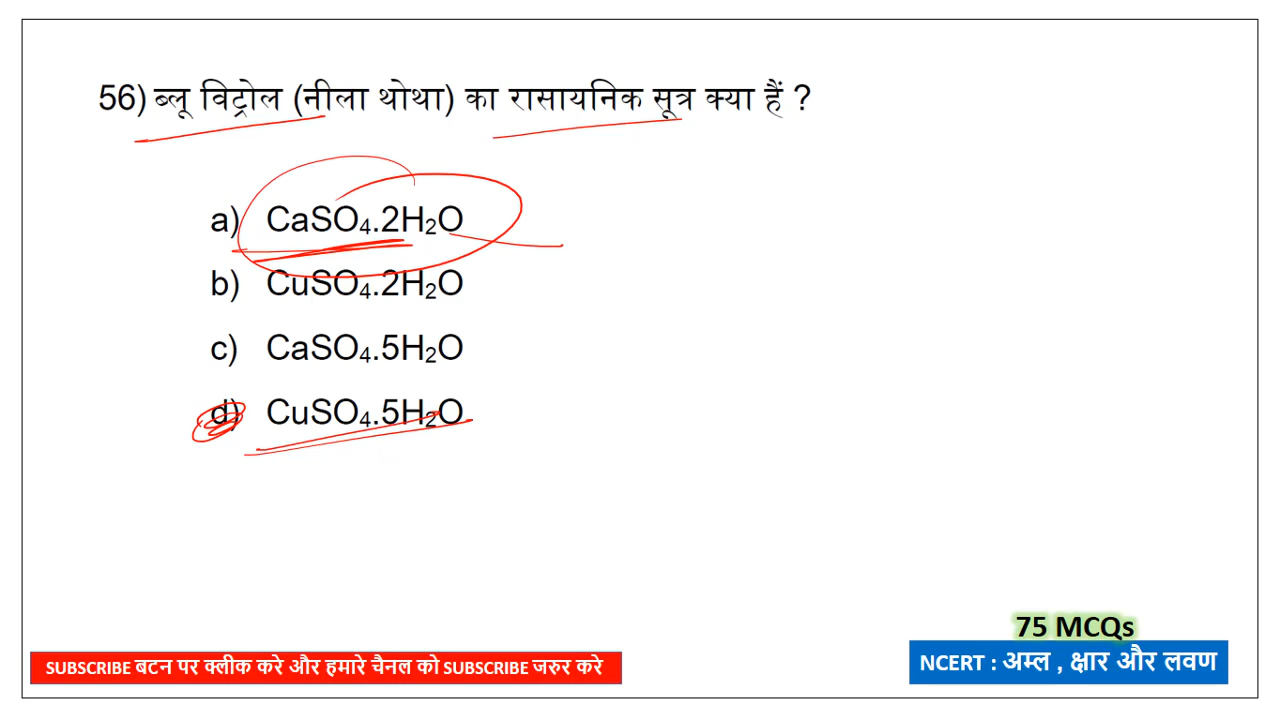 56) ब्लू विट्रोल (नीला थोथा) का रासायनिक सूत्र क्या हैं ?
a) CaSO₄.2H₂O
b) CuSO₄.2H₂O
c) CaSO₄.5H₂O
d) CuSO₄.5H₂O
75 MCQs
SUBSCRIBE बटन पर क्लीक करे और हमारे चैनल को SUBSCRIBE जरुर करे
NCERT : अम्ल , क्षार और लवण